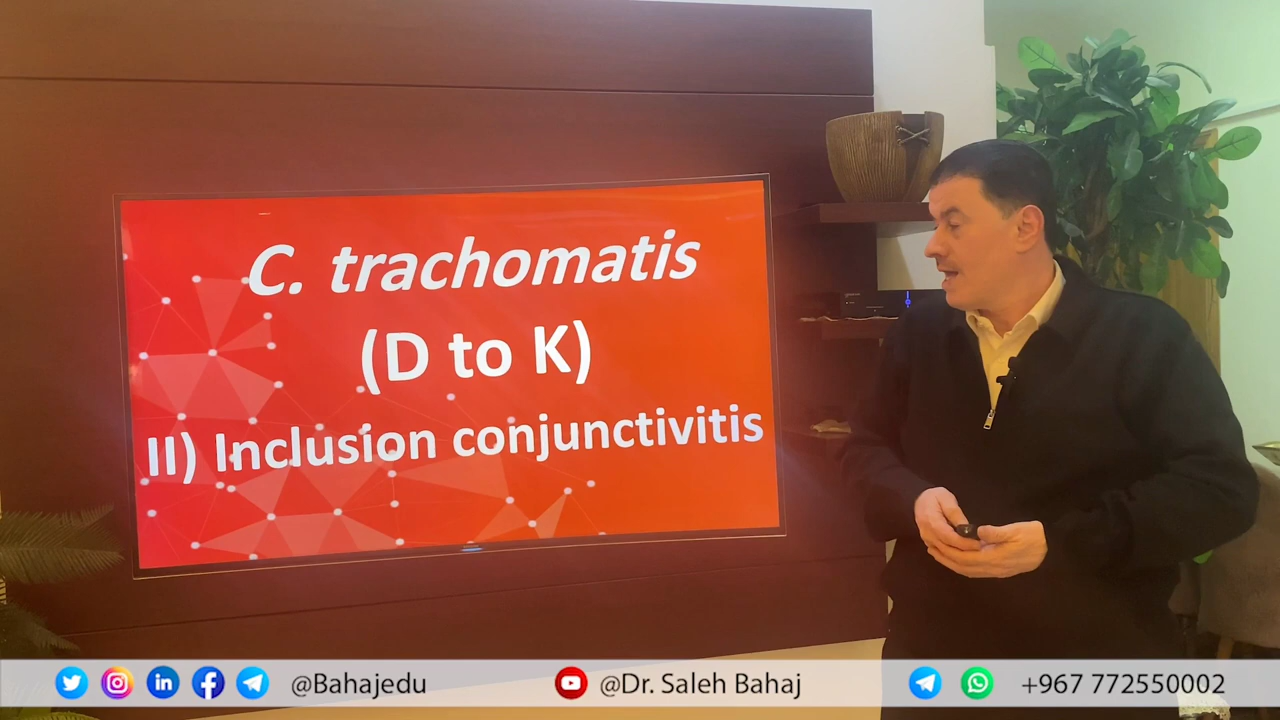 C. trachomatis
(D to K)
II) Inclusion conjunctivitis
@Bahajedu
@Dr. Saleh Bahaj
+967 772550002